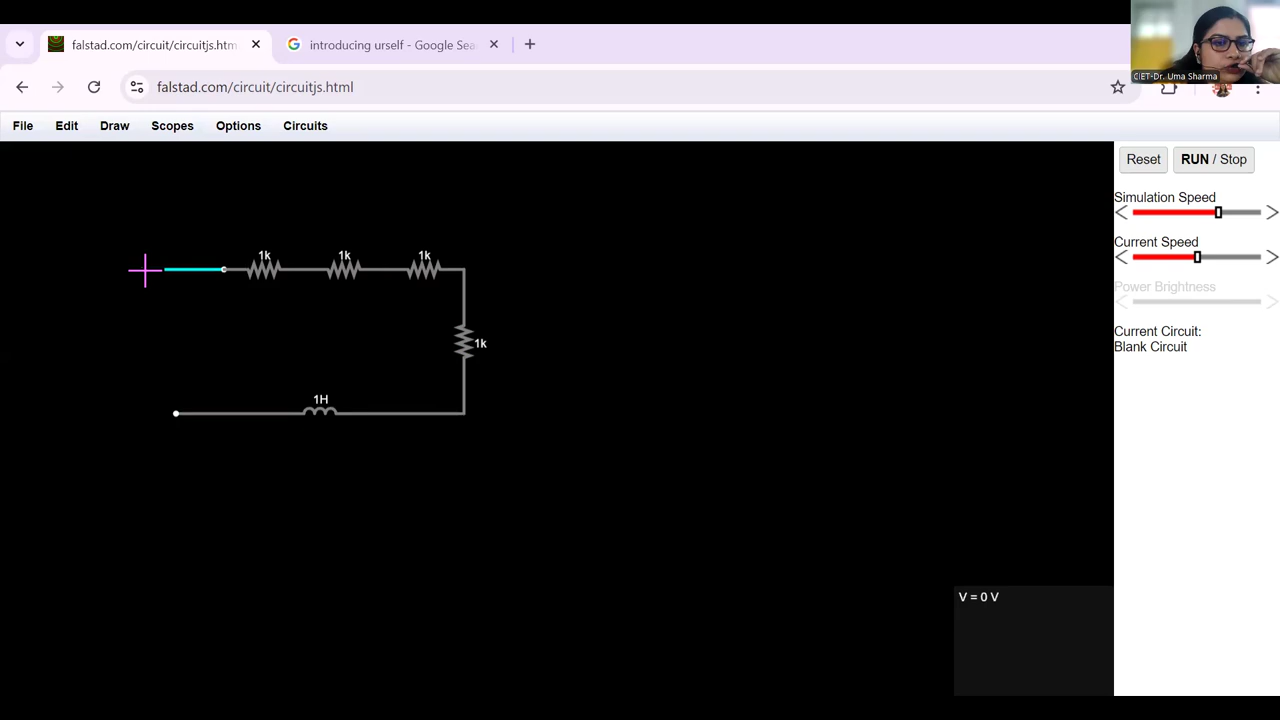 falstad.com/circuit/circuitjs.htm
introducing urself - Google Sea
CIET-Dr. Uma Sharma
falstad.com/circuit/circuitjs.html
File Edit Draw Scopes Options Circuits
Reset RUN / Stop
Simulation Speed
Current Speed
Power Brightness
Current Circuit:
Blank Circuit
1k 1k 1k
1k
1H
V = 0 V